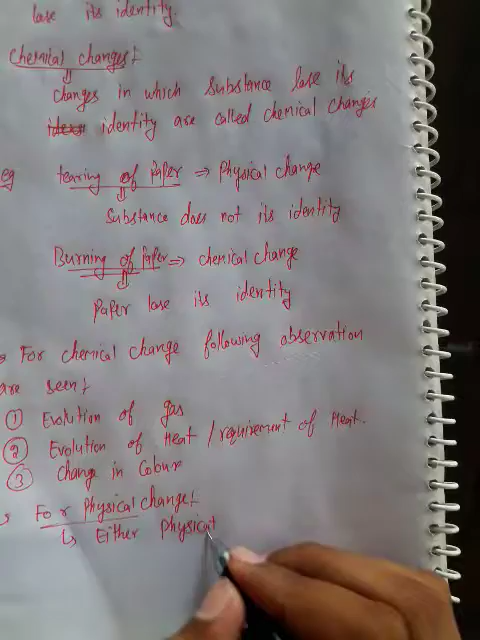 lose its identity.
Chemical changes:
changes in which substance lose its
identity are called chemical changes
eg tearing of paper ⇒ Physical change
Substance does not its identity
Burning of Paper ⇒ chemical change
Paper lose its identity
For chemical change following observation
are seen:
① Evolution of gas
② Evolution of Heat / requirement of Heat.
③ Change in Colour
For Physical change:
↳ Either Physical